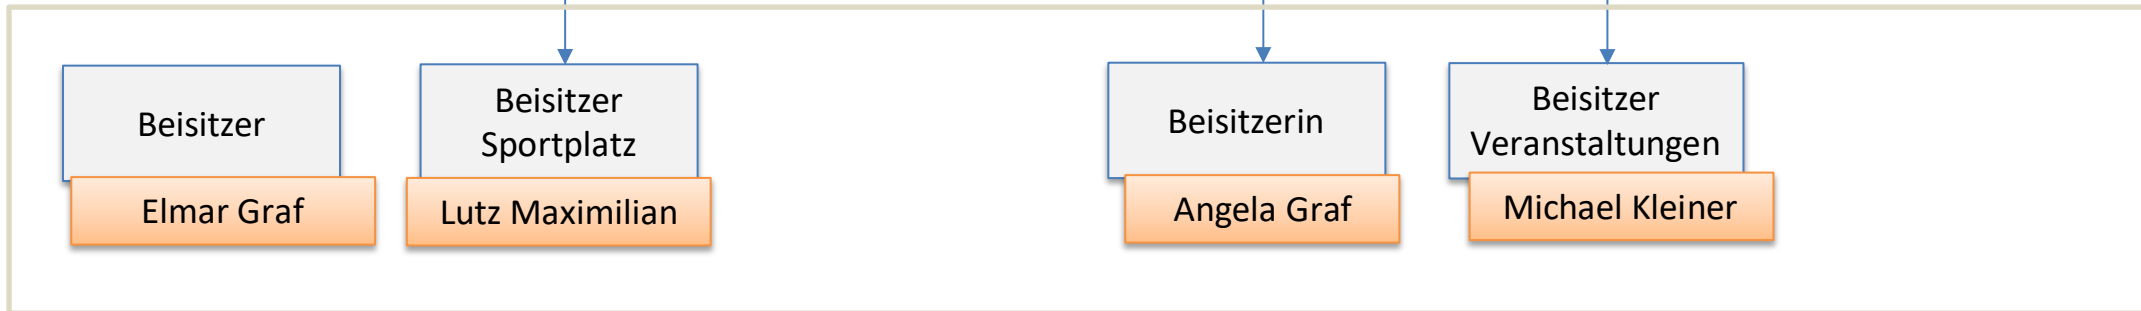 Beisitzer
Elmar Graf
Beisitzer
Sportplatz
Lutz Maximilian
Beisitzerin
Angela Graf
Beisitzer
Veranstaltungen
Michael Kleiner